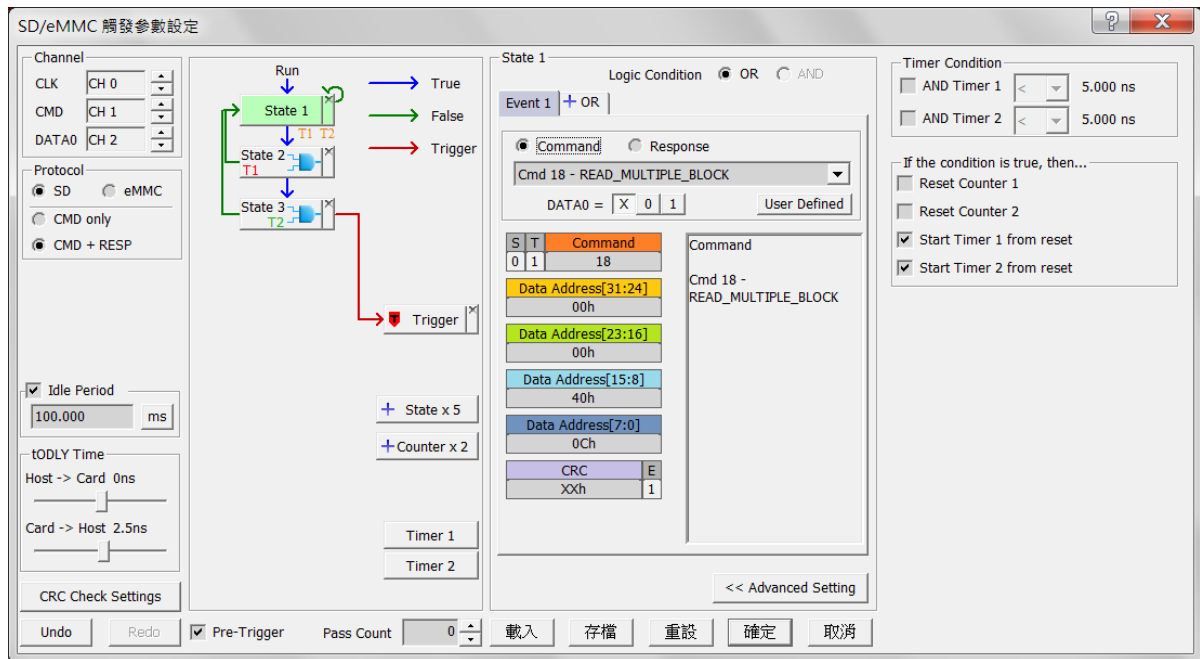 SD/eMMC 觸發參數設定
Channel
CLK CH 0
CMD CH 1
DATA0 CH 2
Protocol
SD eMMC
CMD only
CMD + RESP
Idle Period
100.000 ms
tODLY Time
Host -> Card 0ns
Card -> Host 2.5ns
CRC Check Settings
Run
State 1
T1 T2
State 2
T1
State 3
T2
True
False
Trigger
T Trigger
+ State x 5
+ Counter x 2
Timer 1
Timer 2
State 1
Logic Condition OR AND
Event 1 + OR
Command Response
Cmd 18 - READ_MULTIPLE_BLOCK
DATA0 = X 0 1 User Defined
S T Command
0 1 18
Data Address[31:24]
00h
Data Address[23:16]
00h
Data Address[15:8]
40h
Data Address[7:0]
0Ch
CRC E
XXh 1
Command
Cmd 18 -
READ_MULTIPLE_BLOCK
<< Advanced Setting
Timer Condition
AND Timer 1 < 5.000 ns
AND Timer 2 < 5.000 ns
If the condition is true, then...
Reset Counter 1
Reset Counter 2
Start Timer 1 from reset
Start Timer 2 from reset
Undo Redo Pre-Trigger Pass Count 0 載入 存檔 重設 確定 取消